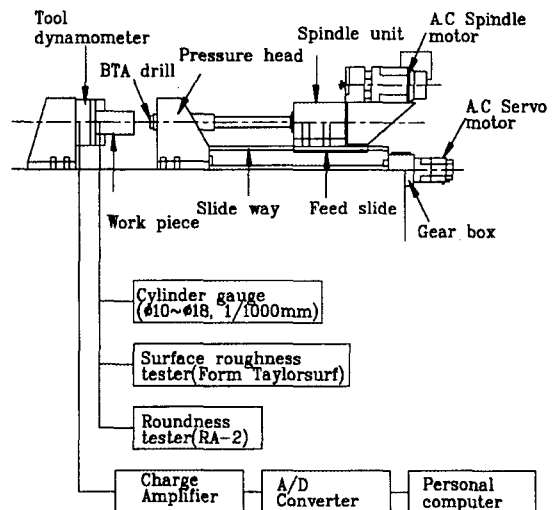 Tool
dynamometer
BTA drill
Pressure head
Spindle unit
A.C Spindle
motor
A.C Servo
motor
Work piece
Slide way
Feed slide
Gear box
Cylinder gauge
(ø10~ø18, 1/1000mm)
Surface roughness
tester(Form Taylorsurf)
Roundness
tester(RA-2)
Charge
Amplifier
A/D
Converter
Personal
computer